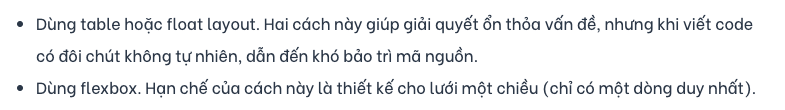 • Dùng table hoặc float layout. Hai cách này giúp giải quyết ổn thỏa vấn đề, nhưng khi viết code
có đôi chút không tự nhiên, dẫn đến khó bảo trì mã nguồn.
• Dùng flexbox. Hạn chế của cách này là thiết kế cho lưới một chiều (chỉ có một dòng duy nhất).